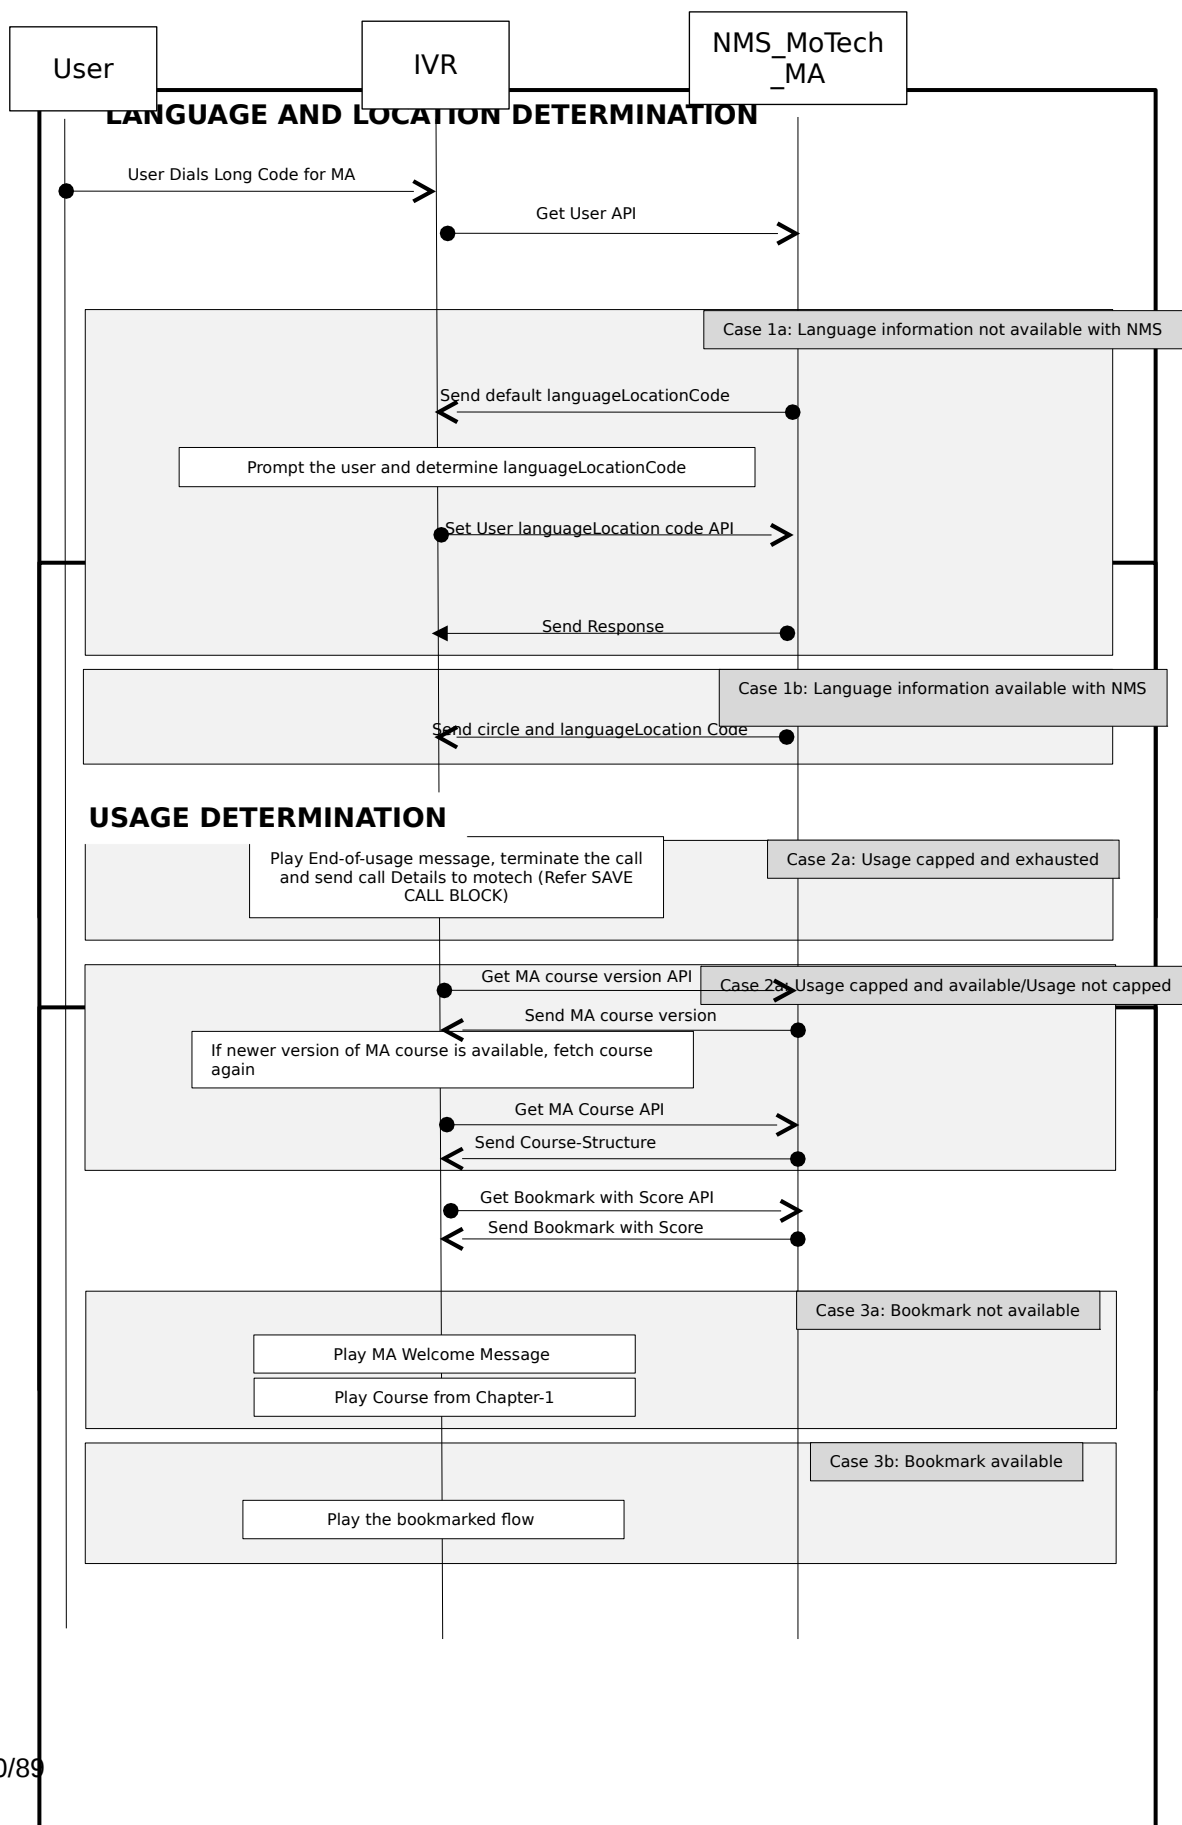 User
IVR
NMS_MoTech
_MA
LANGUAGE AND LOCATION DETERMINATION
User Dials Long Code for MA
Get User API
Case 1a: Language information not available with NMS
Send default languageLocationCode
Prompt the user and determine languageLocationCode
Set User languageLocation code API
Send Response
Case 1b: Language information available with NMS
Send circle and languageLocation Code
USAGE DETERMINATION
Play End-of-usage message, terminate the call
and send call Details to motech (Refer SAVE
CALL BLOCK)
Case 2a: Usage capped and exhausted
Get MA course version API
Case 2a: Usage capped and available/Usage not capped
Send MA course version
If newer version of MA course is available, fetch course
again
Get MA Course API
Send Course-Structure
Get Bookmark with Score API
Send Bookmark with Score
Case 3a: Bookmark not available
Play MA Welcome Message
Play Course from Chapter-1
Case 3b: Bookmark available
Play the bookmarked flow
0/89